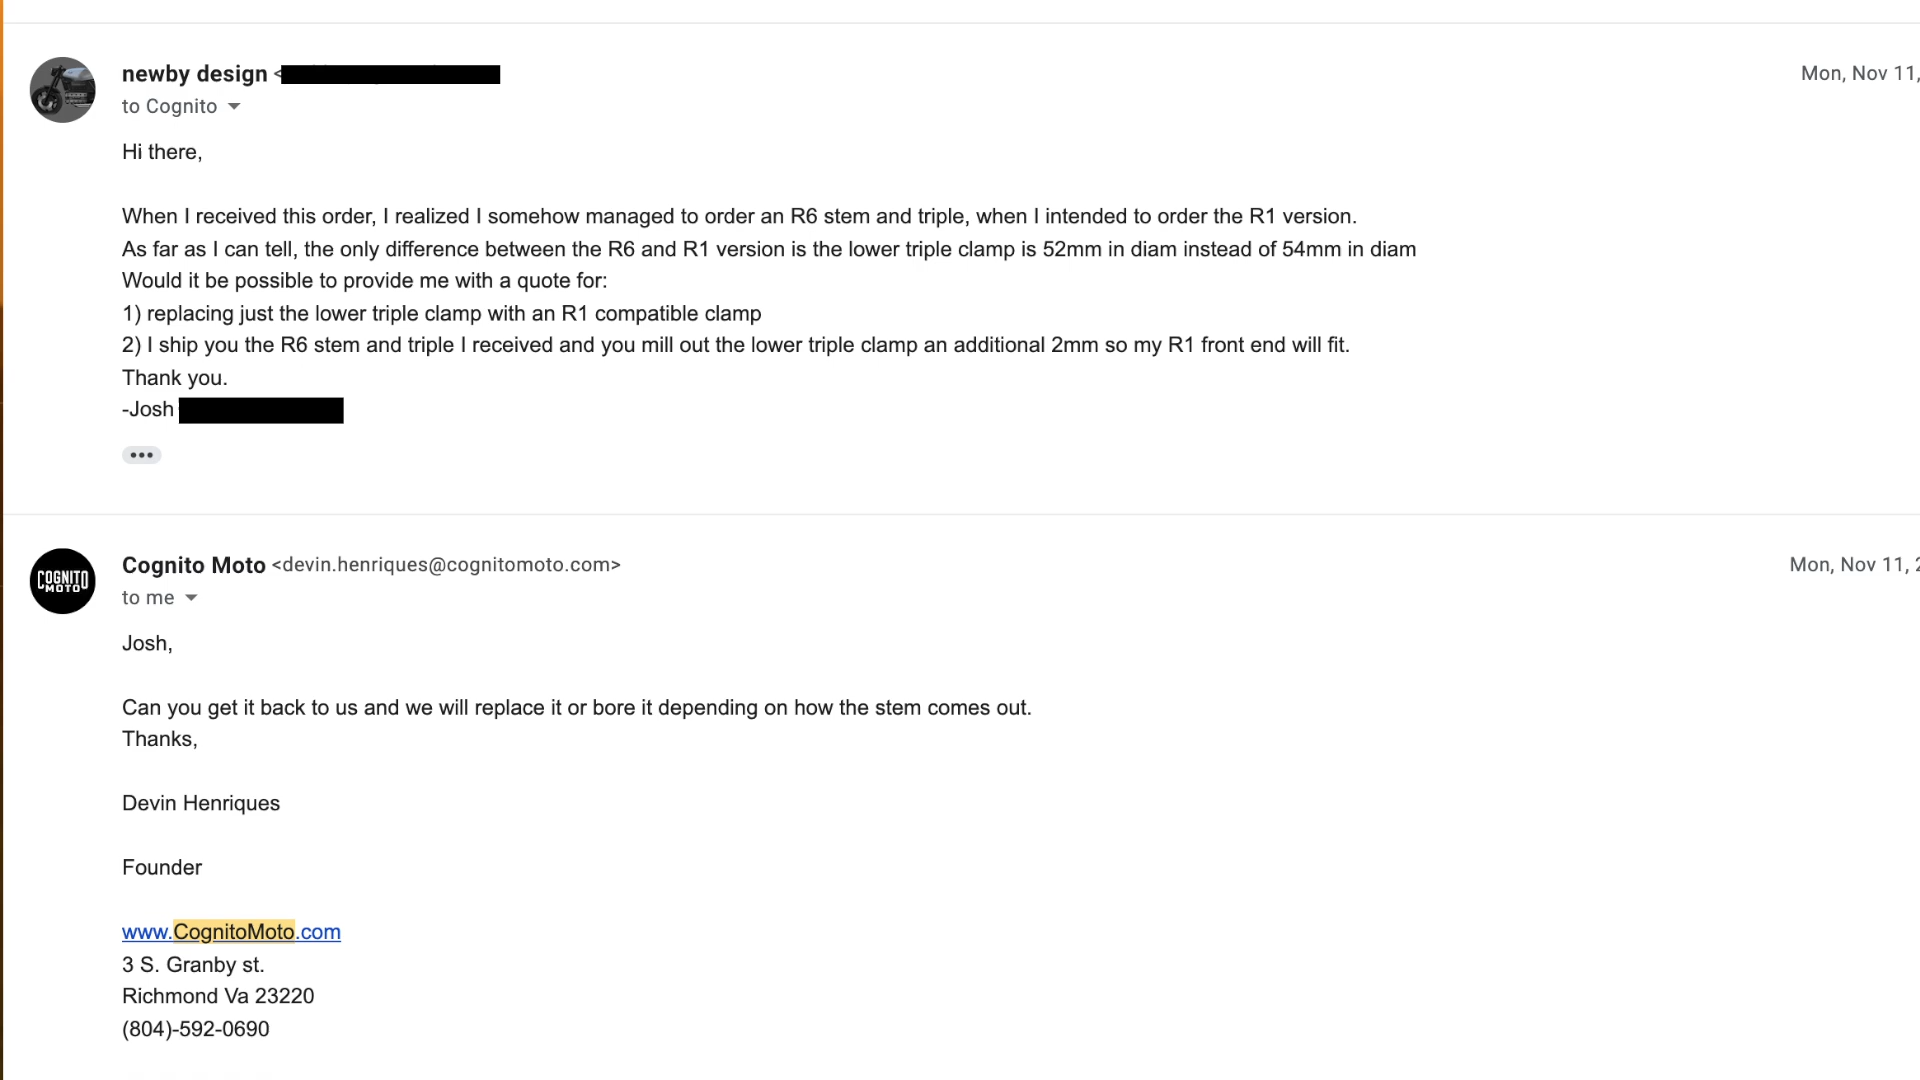 newby design <
Mon, Nov 11,
to Cognito
Hi there,
When I received this order, I realized I somehow managed to order an R6 stem and triple, when I intended to order the R1 version.
As far as I can tell, the only difference between the R6 and R1 version is the lower triple clamp is 52mm in diam instead of 54mm in diam
Would it be possible to provide me with a quote for:
1) replacing just the lower triple clamp with an R1 compatible clamp
2) I ship you the R6 stem and triple I received and you mill out the lower triple clamp an additional 2mm so my R1 front end will fit.
Thank you.
-Josh
COGNITO
MOTO
Cognito Moto <devin.henriques@cognitomoto.com>
Mon, Nov 11, 2
to me
Josh,
Can you get it back to us and we will replace it or bore it depending on how the stem comes out.
Thanks,
Devin Henriques
Founder
www.CognitoMoto.com
3 S. Granby st.
Richmond Va 23220
(804)-592-0690